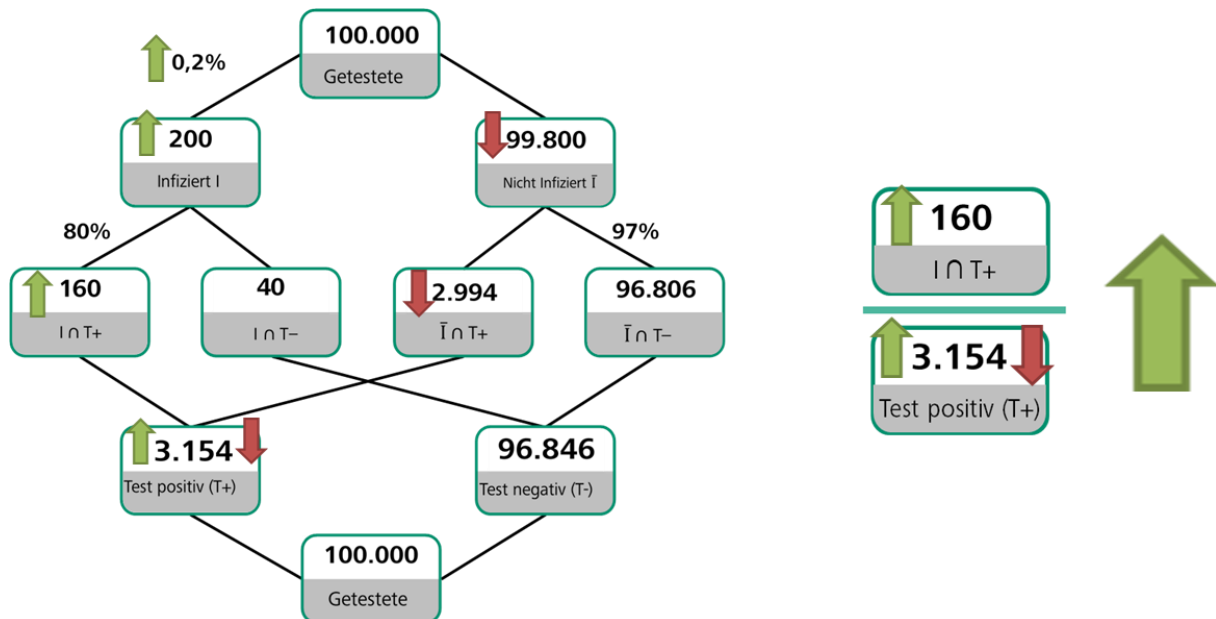 100.000
Getestete
0,2%
200
Infiziert I
99.800
Nicht Infiziert Ī
80%
97%
160
I ∩ T+
40
I ∩ T−
2.994
Ī ∩ T+
96.806
Ī ∩ T−
3.154
Test positiv (T+)
96.846
Test negativ (T-)
100.000
Getestete
160
I ∩ T+
3.154
Test positiv (T+)